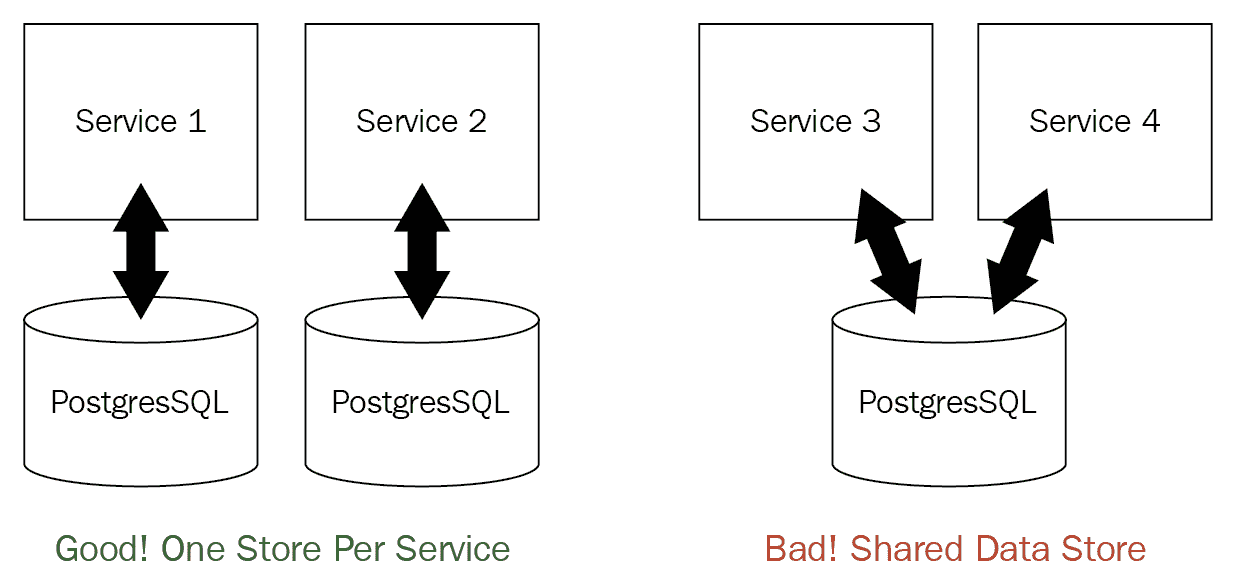 Service 1
Service 2
Service 3
Service 4
PostgresSQL
PostgresSQL
PostgresSQL
Good! One Store Per Service
Bad! Shared Data Store